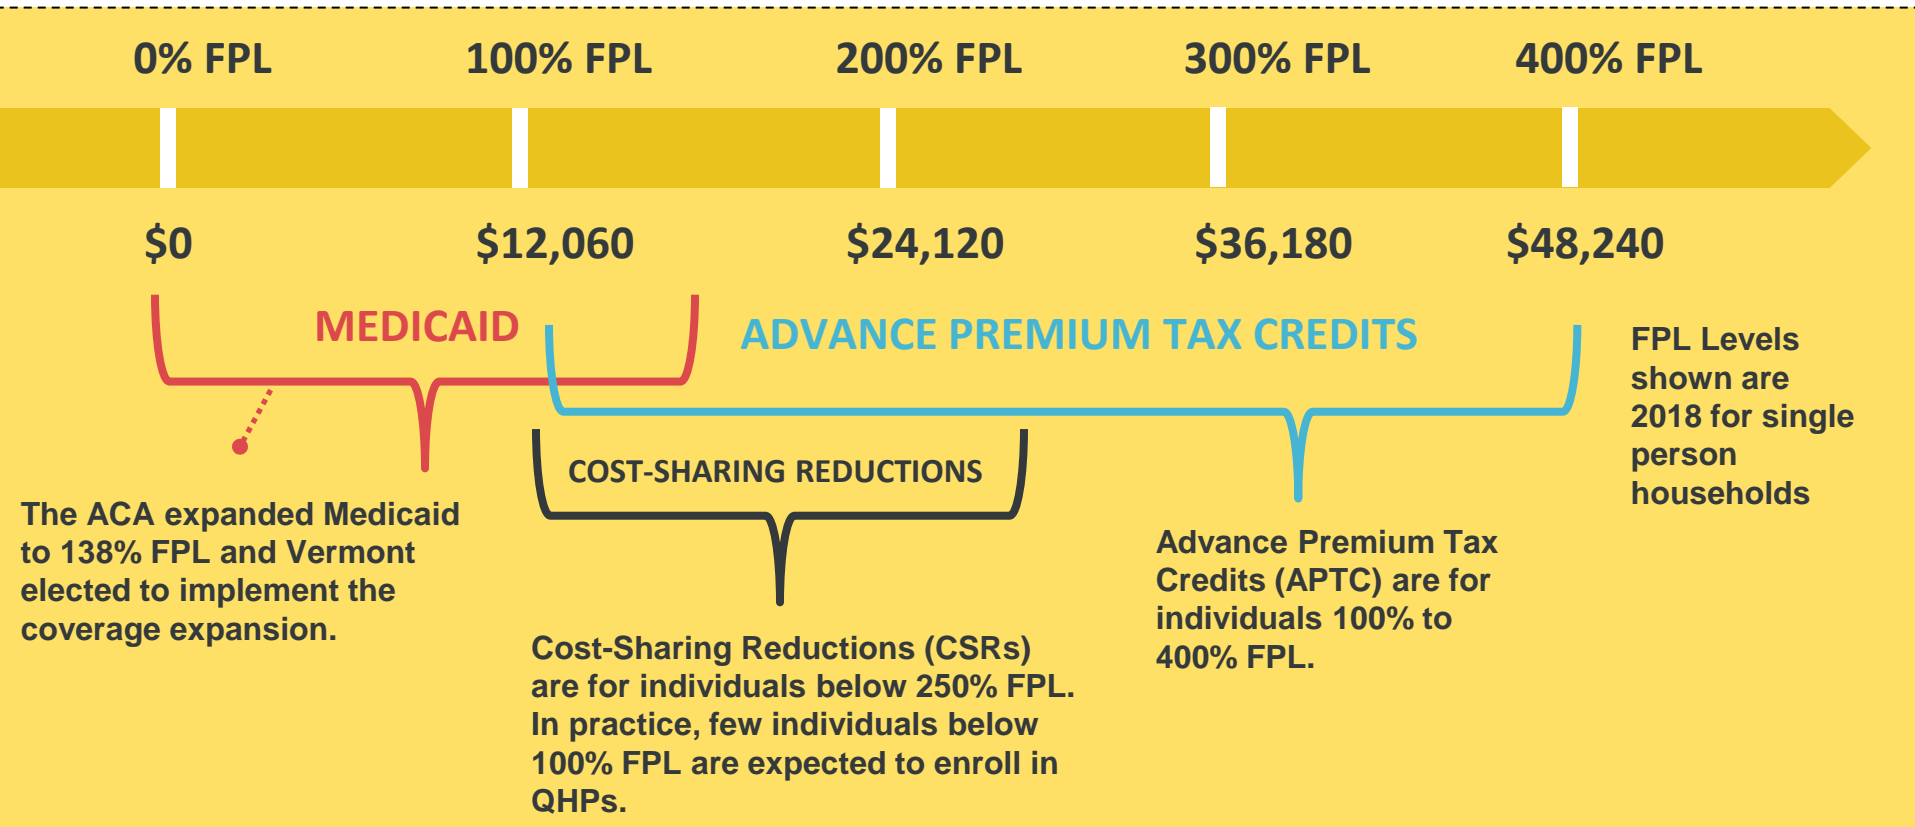 0% FPL
100% FPL
200% FPL
300% FPL
400% FPL
$0
$12,060
$24,120
$36,180
$48,240
MEDICAID
ADVANCE PREMIUM TAX CREDITS
FPL Levels
shown are
2018 for single
person
households
COST-SHARING REDUCTIONS
The ACA expanded Medicaid
to 138% FPL and Vermont
elected to implement the
coverage expansion.
Advance Premium Tax
Credits (APTC) are for
individuals 100% to
400% FPL.
Cost-Sharing Reductions (CSRs)
are for individuals below 250% FPL.
In practice, few individuals below
100% FPL are expected to enroll in
QHPs.